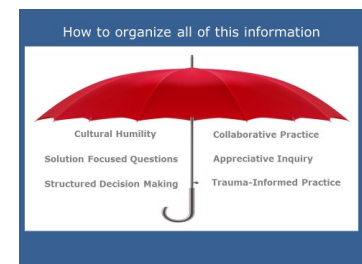 How to organize all of this information
Cultural Humility
Collaborative Practice
Solution Focused Questions
Appreciative Inquiry
Structured Decision Making
Trauma-Informed Practice